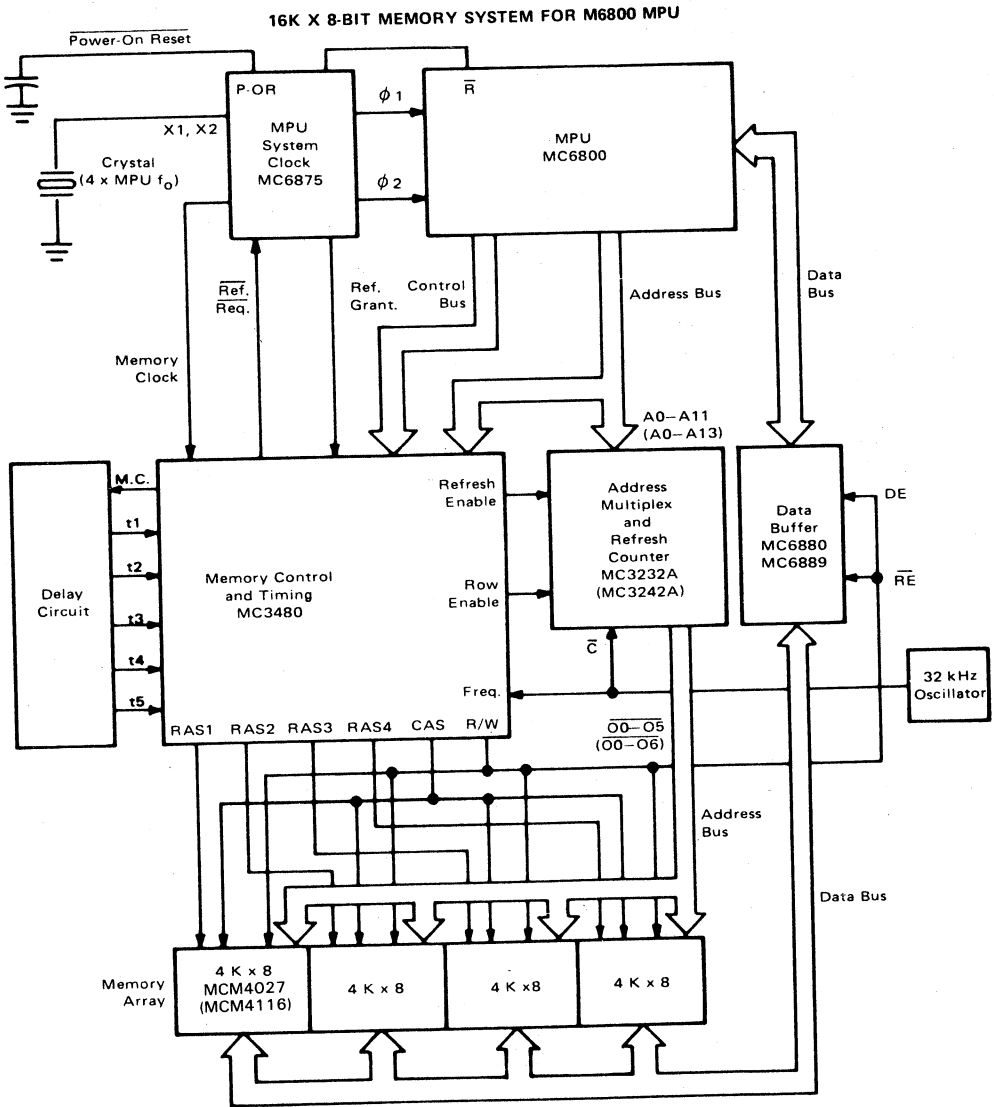 16K X 8-BIT MEMORY SYSTEM FOR M6800 MPU
Power-On Reset
P-OR
MPU
System
Clock
MC6875
X1, X2
Crystal
(4 x MPU fo)
ϕ 1
ϕ 2
R̅
MPU
MC6800
Ref.
Req.
Ref.
Grant.
Control
Bus
Address Bus
Data
Bus
Memory
Clock
A0–A11
(A0–A13)
Delay
Circuit
M.C.
t1
t2
t3
t4
t5
Memory Control
and Timing
MC3480
Refresh
Enable
Row
Enable
Freq.
RAS1 RAS2 RAS3 RAS4 CAS R/W
Address
Multiplex
and
Refresh
Counter
MC3232A
(MC3242A)
C̅
Data
Buffer
MC6880
MC6889
DE
R̅E̅
32 kHz
Oscillator
O0–O5
(O0–O6)
Address
Bus
Data Bus
Memory
Array
4 K x 8
MCM4027
(MCM4116)
4 K x 8
4 K x8
4 K x 8